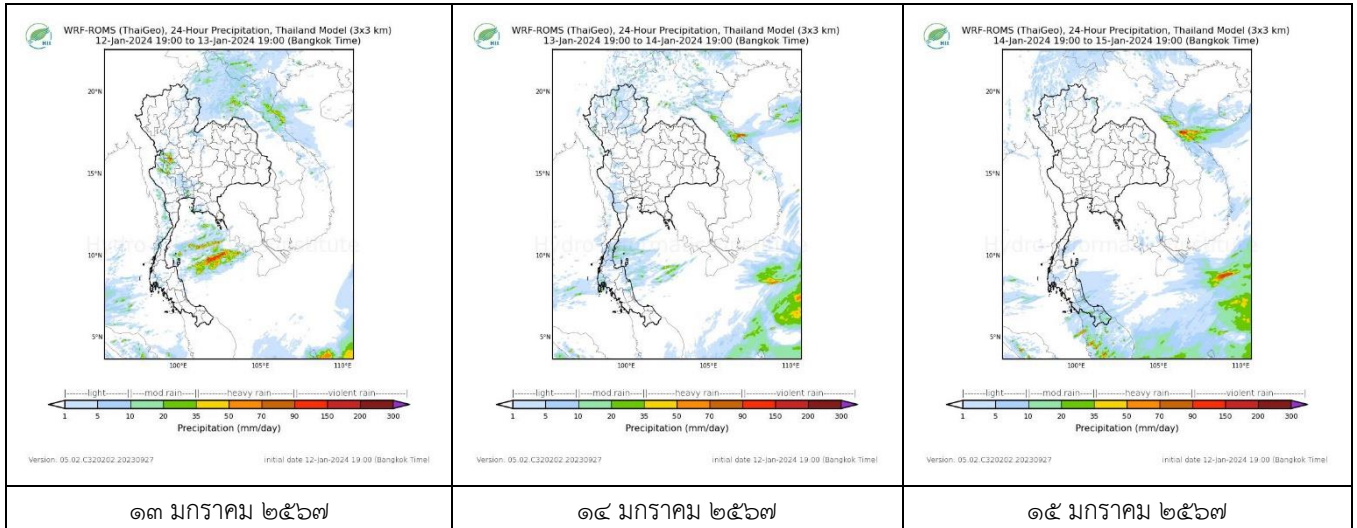 WRF-ROMS (ThaiGeo), 24-Hour Precipitation, Thailand Model (3x3 km)
12-Jan-2024 19:00 to 13-Jan-2024 19:00 (Bangkok Time)
20°N
15°N
10°N
5°N
100°E 105°E 110°E
light mod rain heavy rain violent rain
1 5 10 20 35 50 70 90 150 200 300
Precipitation (mm/day)
Version: 05.02.C320202.20230927 initial date 12-Jan-2024 19:00 (Bangkok Time)
๑๓ มกราคม ๒๕๖๗
WRF-ROMS (ThaiGeo), 24-Hour Precipitation, Thailand Model (3x3 km)
13-Jan-2024 19:00 to 14-Jan-2024 19:00 (Bangkok Time)
20°N
15°N
10°N
5°N
100°E 105°E 110°E
light mod rain heavy rain violent rain
1 5 10 20 35 50 70 90 150 200 300
Precipitation (mm/day)
Version: 05.02.C320202.20230927 initial date 12-Jan-2024 19:00 (Bangkok Time)
๑๔ มกราคม ๒๕๖๗
WRF-ROMS (ThaiGeo), 24-Hour Precipitation, Thailand Model (3x3 km)
14-Jan-2024 19:00 to 15-Jan-2024 19:00 (Bangkok Time)
20°N
15°N
10°N
5°N
100°E 105°E 110°E
light mod rain heavy rain violent rain
1 5 10 20 35 50 70 90 150 200 300
Precipitation (mm/day)
Version: 05.02.C320202.20230927 initial date 12-Jan-2024 19:00 (Bangkok Time)
๑๕ มกราคม ๒๕๖๗